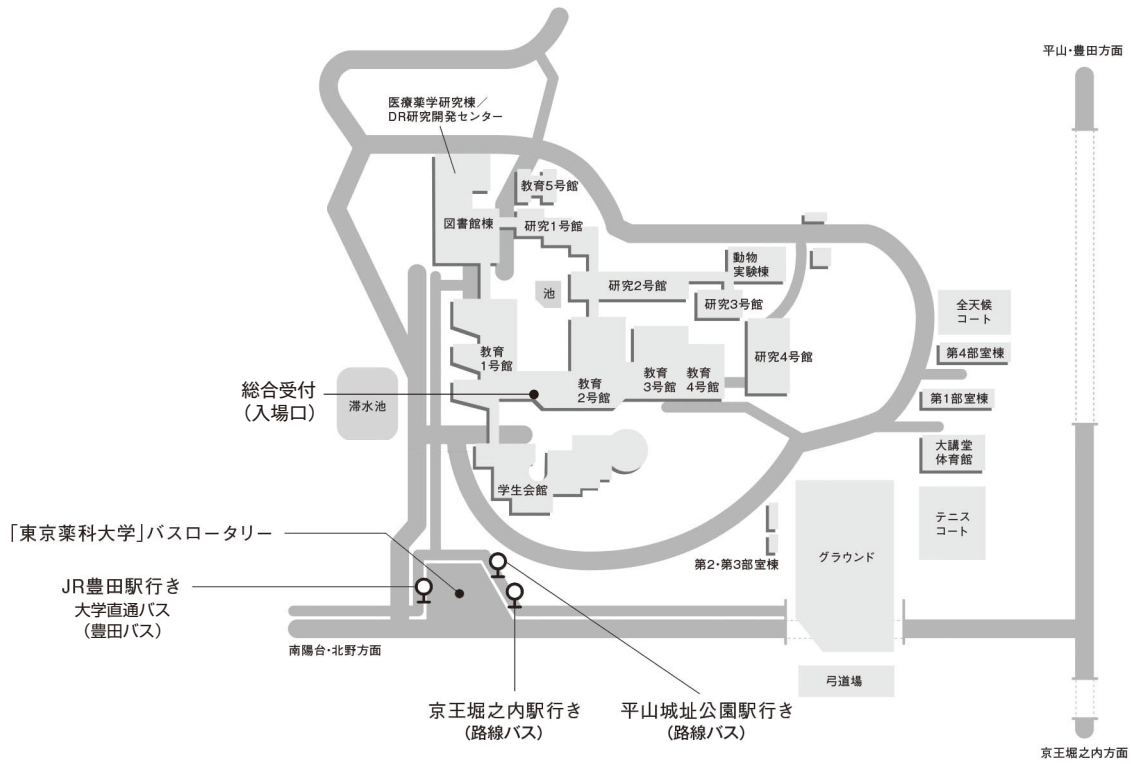 平山・豊田方面
医療薬学研究棟／
DR研究開発センター
教育5号館
図書館棟
研究1号館
動物
実験棟
研究2号館
池
研究3号館
全天候
コート
第4部室棟
教育
1号館
研究4号館
教育
3号館
教育
4号館
教育
2号館
総合受付
（入場口）
滞水池
第1部室棟
大講堂
体育館
学生会館
テニス
コート
「東京薬科大学」バスロータリー
グラウンド
第2・第3部室棟
JR豊田駅行き
大学直通バス
（豊田バス）
南陽台・北野方面
弓道場
京王堀之内駅行き
（路線バス）
平山城址公園駅行き
（路線バス）
京王堀之内方面